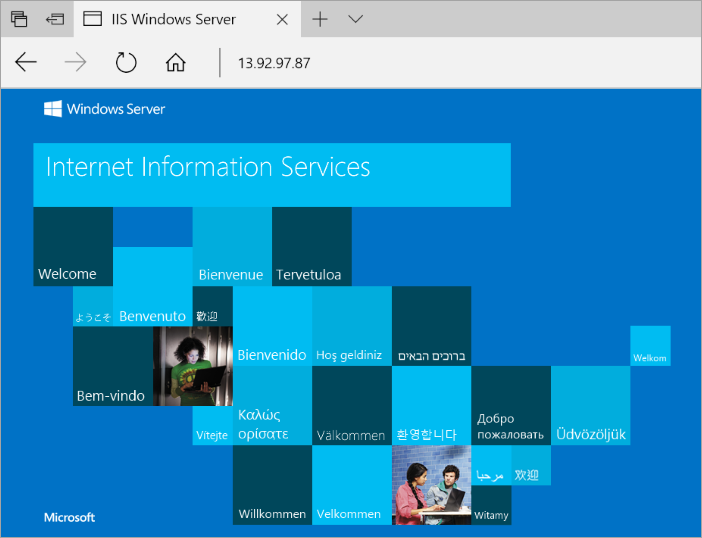 IIS Windows Server
13.92.97.87
Windows Server
Internet Information Services
Welcome
Bienvenue
Tervetuloa
ようこそ
Benvenuto
歡迎
Bienvenido
Hoş geldiniz
ברוכים הבאים
Welkom
Bem-vindo
Vítejte
Καλώς
ορίσατε
Välkommen
환영합니다
Добро
пожаловать
Üdvözöljük
Willkommen
Velkommen
مرحبا
欢迎
Witamy
Microsoft